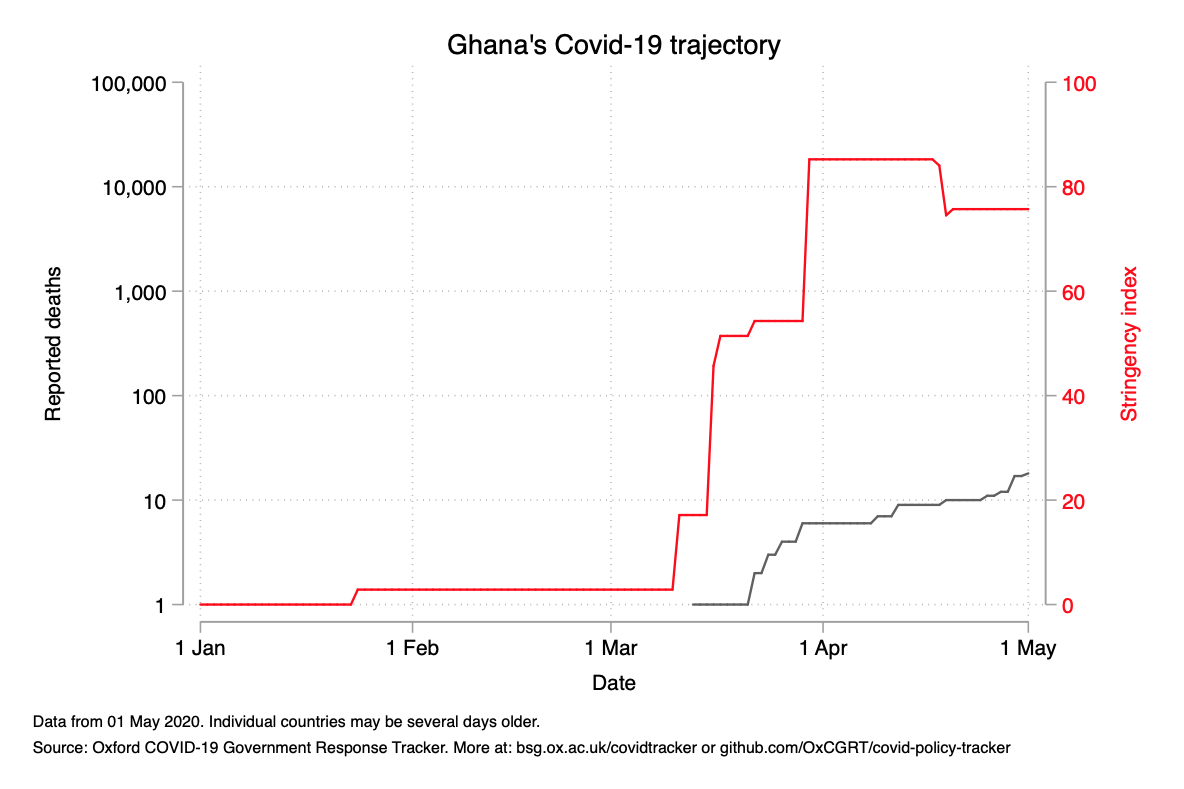 Ghana's Covid-19 trajectory
100,000
10,000
1,000
100
10
1
Reported deaths
100
80
60
40
20
0
Stringency index
1 Jan
1 Feb
1 Mar
1 Apr
1 May
Date
Data from 01 May 2020. Individual countries may be several days older.
Source: Oxford COVID-19 Government Response Tracker. More at: bsg.ox.ac.uk/covidtracker or github.com/OxCGRT/covid-policy-tracker